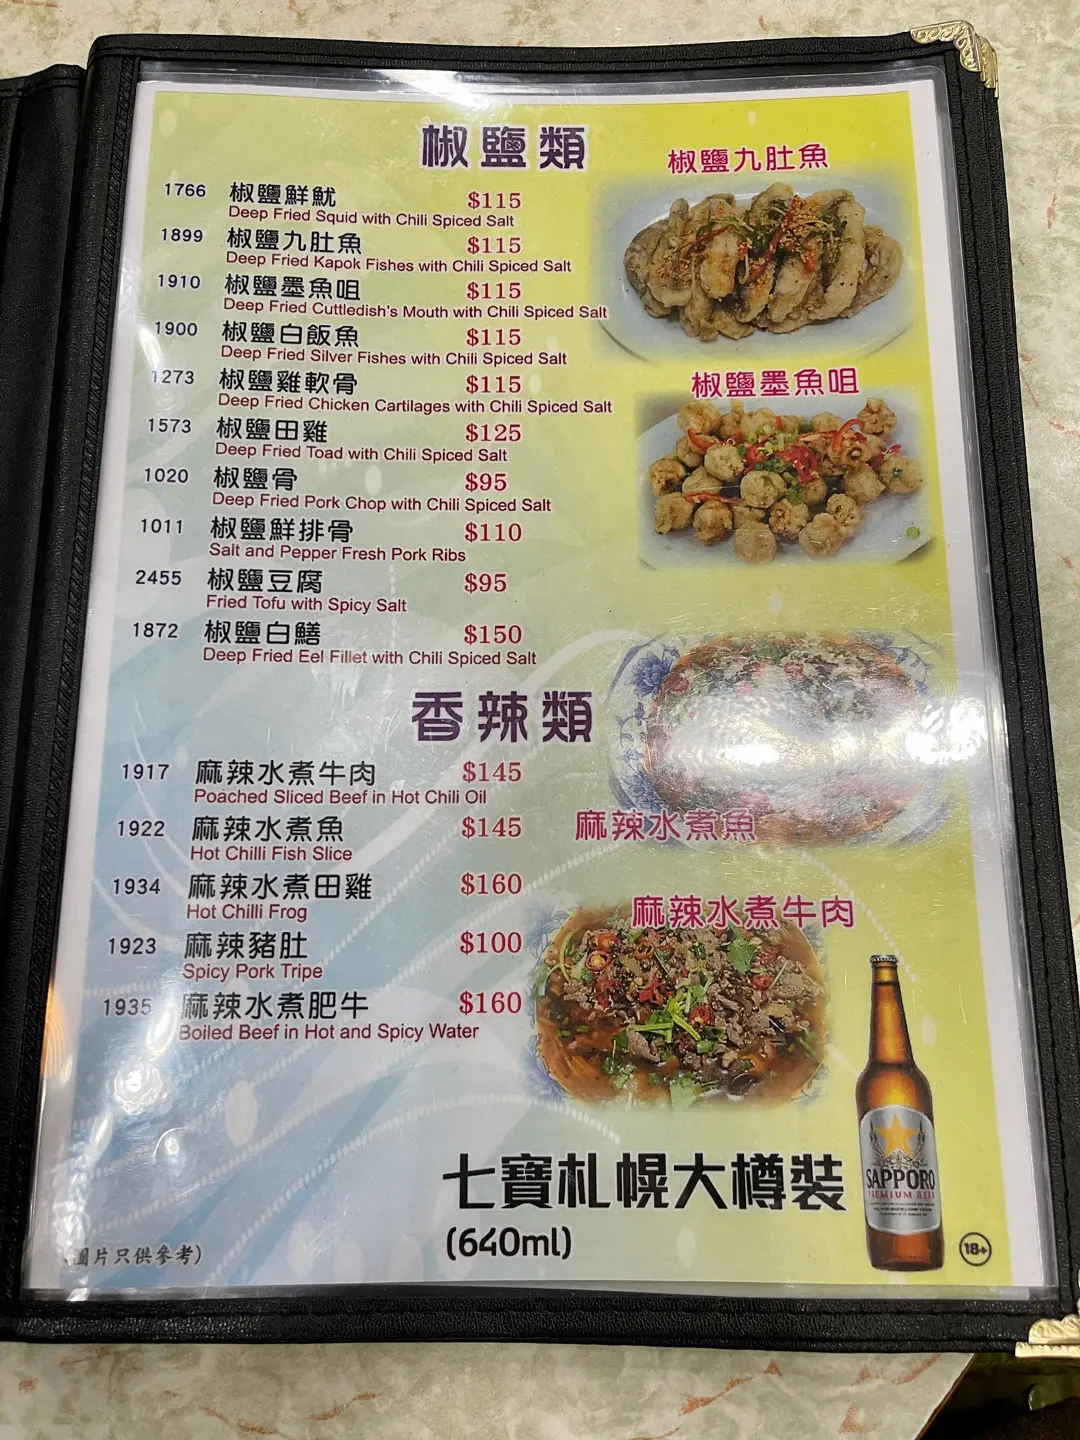 椒鹽類
1766 椒鹽鮮魷 $115
Deep Fried Squid with Chili Spiced Salt
1899 椒鹽九肚魚 $115
Deep Fried Kapok Fishes with Chili Spiced Salt
1910 椒鹽墨魚咀 $115
Deep Fried Cuttledish's Mouth with Chili Spiced Salt
1900 椒鹽白飯魚 $115
Deep Fried Silver Fishes with Chili Spiced Salt
1273 椒鹽雞軟骨 $115
Deep Fried Chicken Cartilages with Chili Spiced Salt
1573 椒鹽田雞 $125
Deep Fried Toad with Chili Spiced Salt
1020 椒鹽骨 $95
Deep Fried Pork Chop with Chili Spiced Salt
1011 椒鹽鮮排骨 $110
Salt and Pepper Fresh Pork Ribs
2455 椒鹽豆腐 $95
Fried Tofu with Spicy Salt
1872 椒鹽白鱔 $150
Deep Fried Eel Fillet with Chili Spiced Salt
椒鹽九肚魚
椒鹽墨魚咀
香辣類
1917 麻辣水煮牛肉 $145
Poached Sliced Beef in Hot Chili Oil
1922 麻辣水煮魚 $145
Hot Chilli Fish Slice
1934 麻辣水煮田雞 $160
Hot Chilli Frog
1923 麻辣豬肚 $100
Spicy Pork Tripe
1935 麻辣水煮肥牛 $160
Boiled Beef in Hot and Spicy Water
麻辣水煮魚
麻辣水煮牛肉
七寶札幌大樽裝
(640ml)
SAPPORO
PREMIUM BEER
18+
(圖片只供參考)